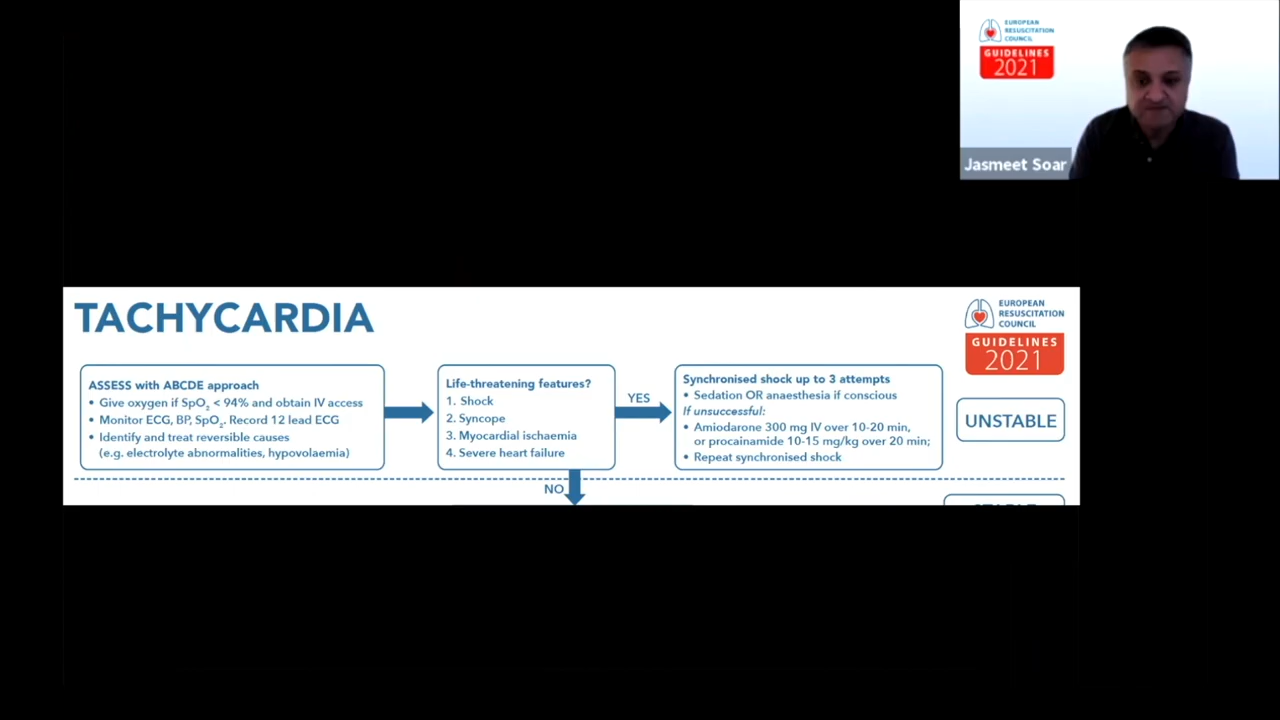 EUROPEAN
RESUSCITATION
COUNCIL
GUIDELINES
2021
Jasmeet Soar
TACHYCARDIA
EUROPEAN
RESUSCITATION
COUNCIL
GUIDELINES
2021
ASSESS with ABCDE approach
• Give oxygen if SpO₂ < 94% and obtain IV access
• Monitor ECG, BP, SpO₂. Record 12 lead ECG
• Identify and treat reversible causes
(e.g. electrolyte abnormalities, hypovolaemia)
Life-threatening features?
1. Shock
2. Syncope
3. Myocardial ischaemia
4. Severe heart failure
YES
Synchronised shock up to 3 attempts
• Sedation OR anaesthesia if conscious
If unsuccessful:
• Amiodarone 300 mg IV over 10-20 min,
or procainamide 10-15 mg/kg over 20 min;
• Repeat synchronised shock
UNSTABLE
NO